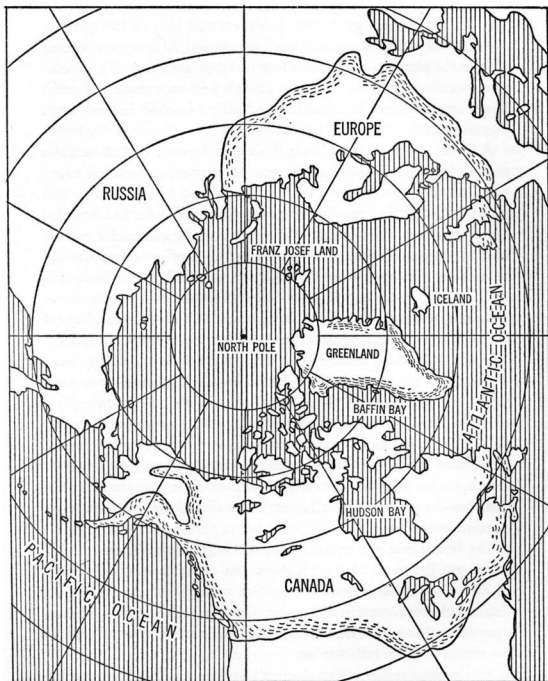 EUROPE
RUSSIA
FRANZ JOSEF LAND
ICELAND
NORTH POLE
GREENLAND
ATLANTIC OCEAN
BAFFIN BAY
HUDSON BAY
CANADA
PACIFIC OCEAN